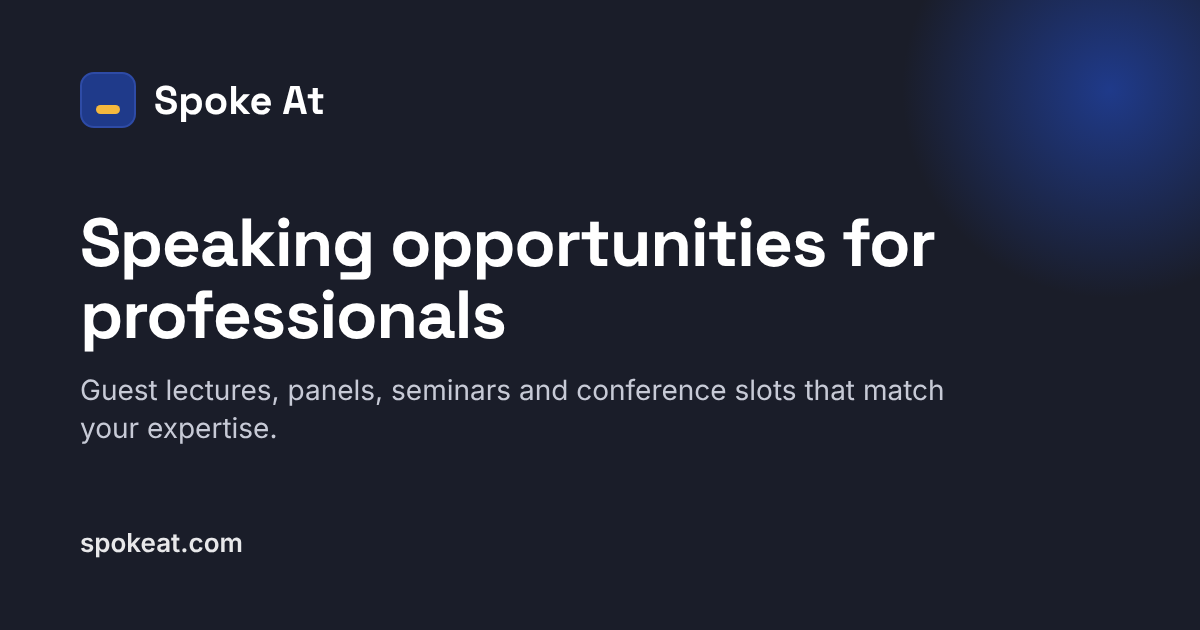 Spoke At
Speaking opportunities for
professionals
Guest lectures, panels, seminars and conference slots that match
your expertise.
spokeat.com